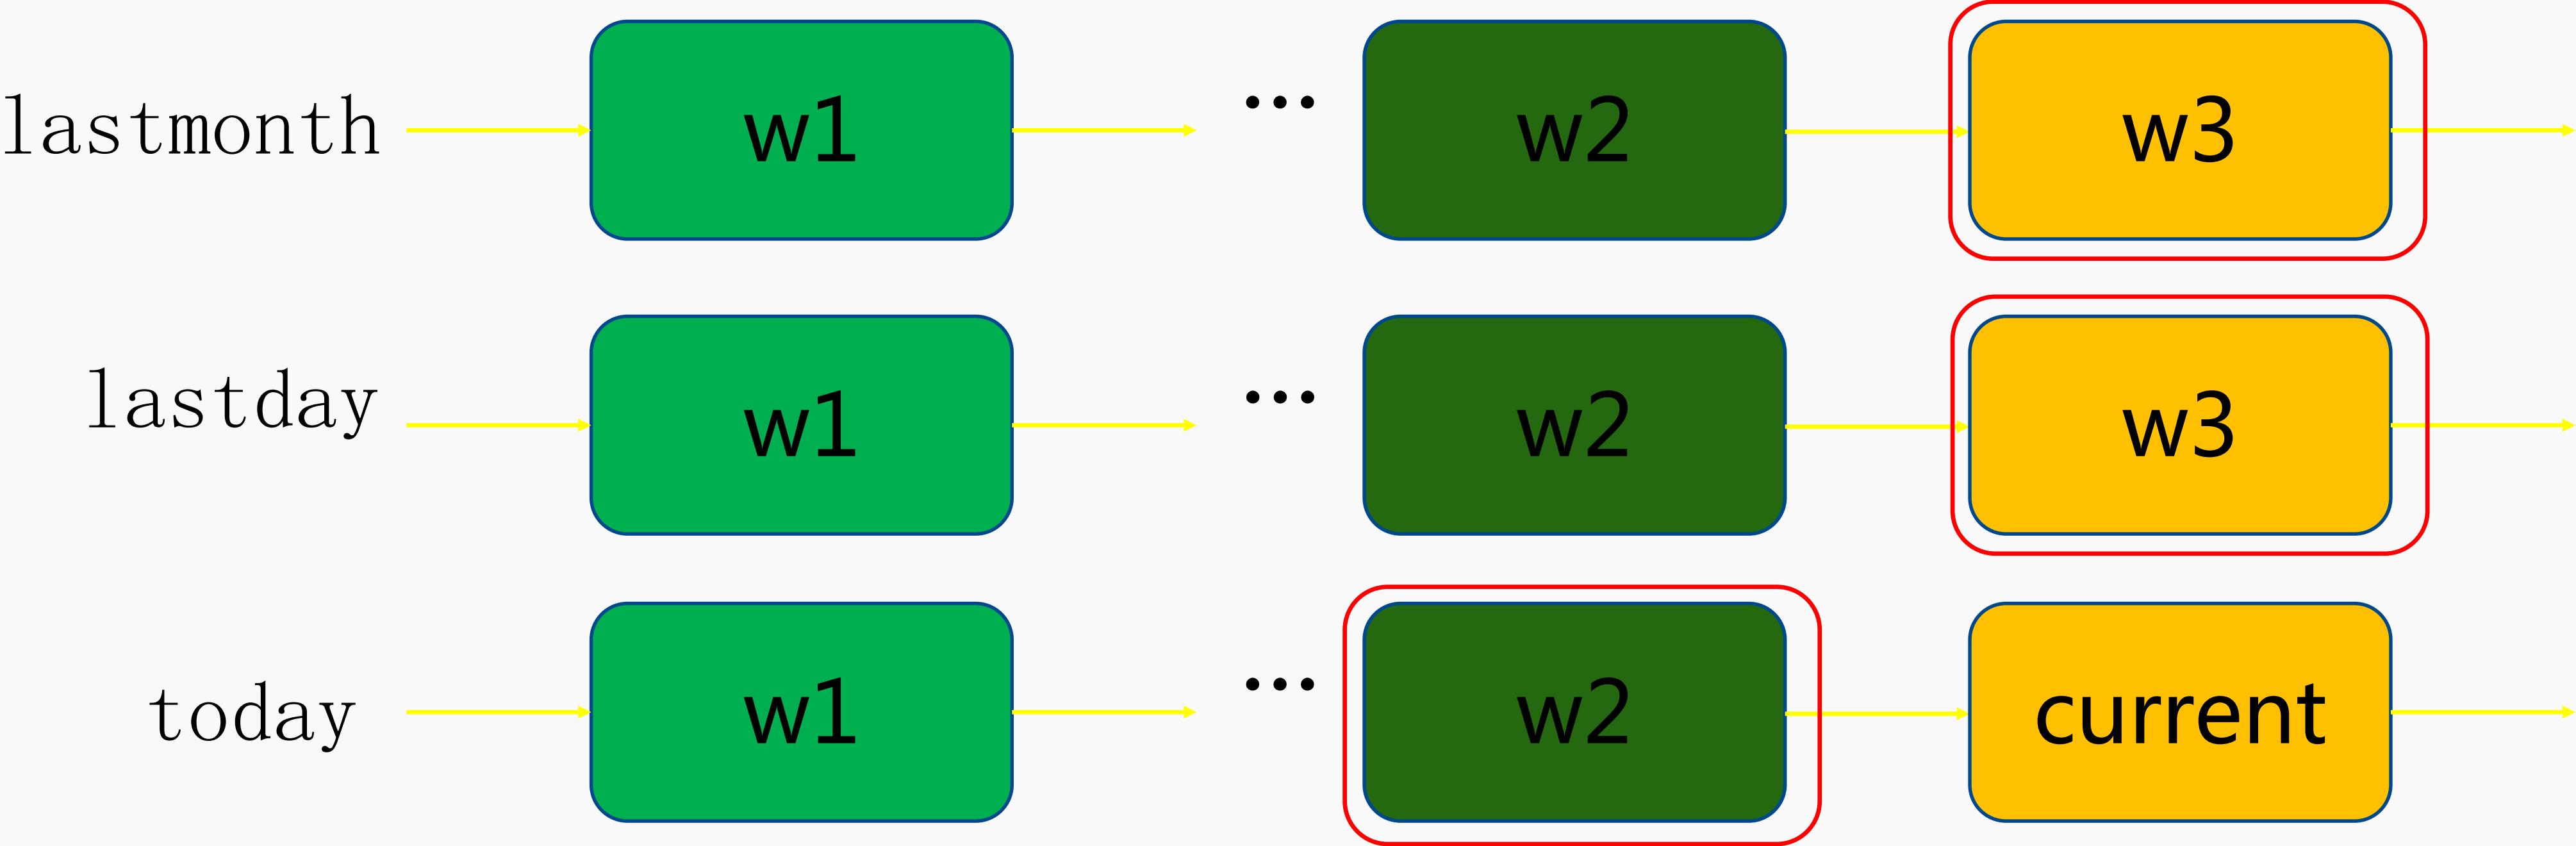 lastmonth w1 ... w2 w3
lastday w1 ... w2 w3
today w1 ... w2 current